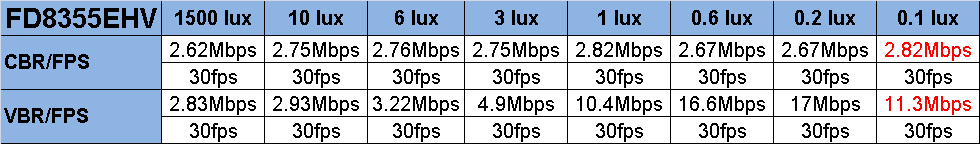 FD8355EHV 1500 lux 10 lux 6 lux 3 lux 1 lux 0.6 lux 0.2 lux 0.1 lux
CBR/FPS 2.62Mbps 2.75Mbps 2.76Mbps 2.75Mbps 2.82Mbps 2.67Mbps 2.67Mbps 2.82Mbps
30fps 30fps 30fps 30fps 30fps 30fps 30fps 30fps
VBR/FPS 2.83Mbps 2.93Mbps 3.22Mbps 4.9Mbps 10.4Mbps 16.6Mbps 17Mbps 11.3Mbps
30fps 30fps 30fps 30fps 30fps 30fps 30fps 30fps